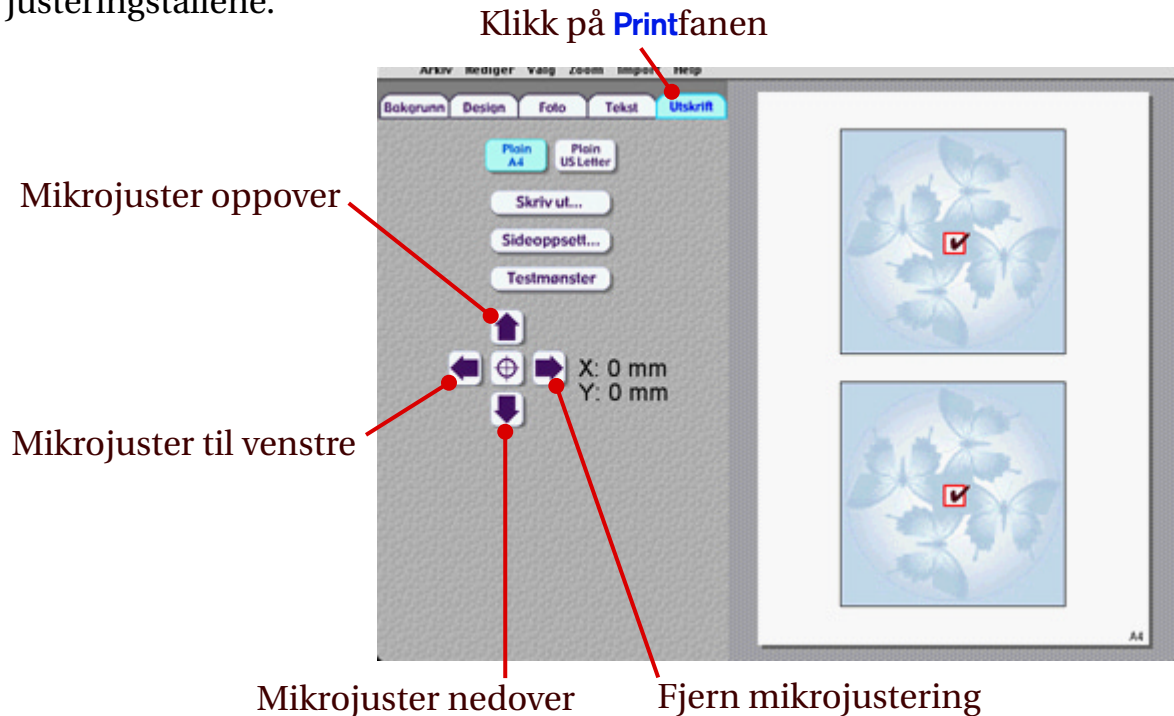 justeringstallene.
Klikk på Printfanen
Arkiv Rediger Valg Zoom Import Help
Bakgrunn Design Foto Tekst Utskrift
Plain A4
Plain US Letter
Skriv ut...
Sideoppsett...
Testmønster
Mikrojuster oppover
X: 0 mm
Y: 0 mm
Mikrojuster til venstre
A4
Mikrojuster nedover
Fjern mikrojustering